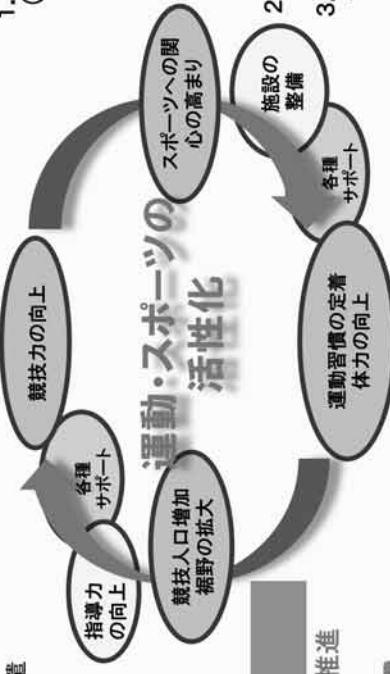 遣
1.
競技力の向上
スポーツへの関
心の高まり
2
3.
施設の
整備
各種
サポート
運動習慣の定着
体力の向上
運動・スポーツの
活性化
競技人口増加
裾野の拡大
各種
サポート
指導力
の向上
推進